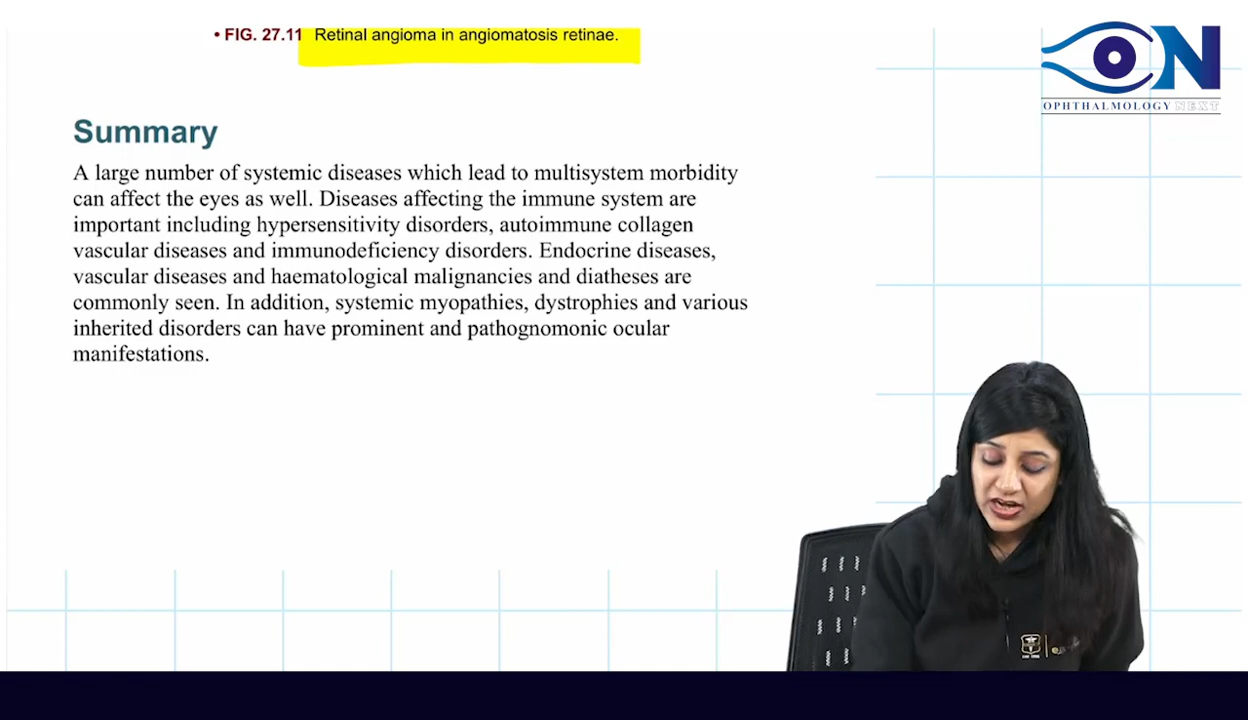 • FIG. 27.11 Retinal angioma in angiomatosis retinae.
ON
OPHTHALMOLOGY NEXT
Summary
A large number of systemic diseases which lead to multisystem morbidity
can affect the eyes as well. Diseases affecting the immune system are
important including hypersensitivity disorders, autoimmune collagen
vascular diseases and immunodeficiency disorders. Endocrine diseases,
vascular diseases and haematological malignancies and diatheses are
commonly seen. In addition, systemic myopathies, dystrophies and various
inherited disorders can have prominent and pathognomonic ocular
manifestations.